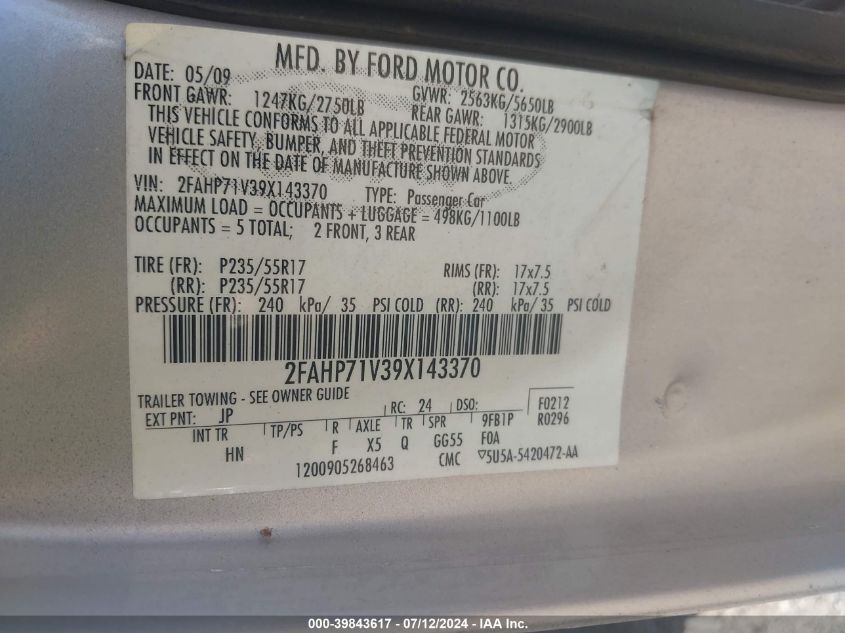 MFD. BY FORD MOTOR CO.
DATE: 05/09 GVWR: 2563KG/5650LB
FRONT GAWR: 1247KG/2750LB REAR GAWR: 1315KG/2900LB
THIS VEHICLE CONFORMS TO ALL APPLICABLE FEDERAL MOTOR
VEHICLE SAFETY, BUMPER, AND THEFT PREVENTION STANDARDS
IN EFFECT ON THE DATE OF MANUFACTURE SHOWN ABOVE.
VIN: 2FAHP71V39X143370 TYPE: Passenger Car
MAXIMUM LOAD = OCCUPANTS + LUGGAGE = 498KG/1100LB
OCCUPANTS = 5 TOTAL; 2 FRONT, 3 REAR
TIRE (FR): P235/55R17 RIMS (FR): 17x7.5
(RR): P235/55R17 (RR): 17x7.5
PRESSURE (FR): 240 kPa/ 35 PSI COLD (RR): 240 kPa/ 35 PSI COLD
2FAHP71V39X143370
TRAILER TOWING - SEE OWNER GUIDE
EXT PNT: JP RC: 24 DSO: F0212
INT TR TP/PS R AXLE TR SPR 9FB1P R0296
HN F X5 Q GG55 F0A
1200905268463 CMC 5U5A-5420472-AA
000-39843617 - 07/12/2024 - IAA Inc.